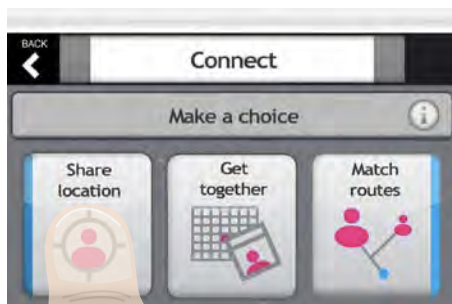 BACK
Connect
Make a choice
i
Share
location
Get
together
Match
routes